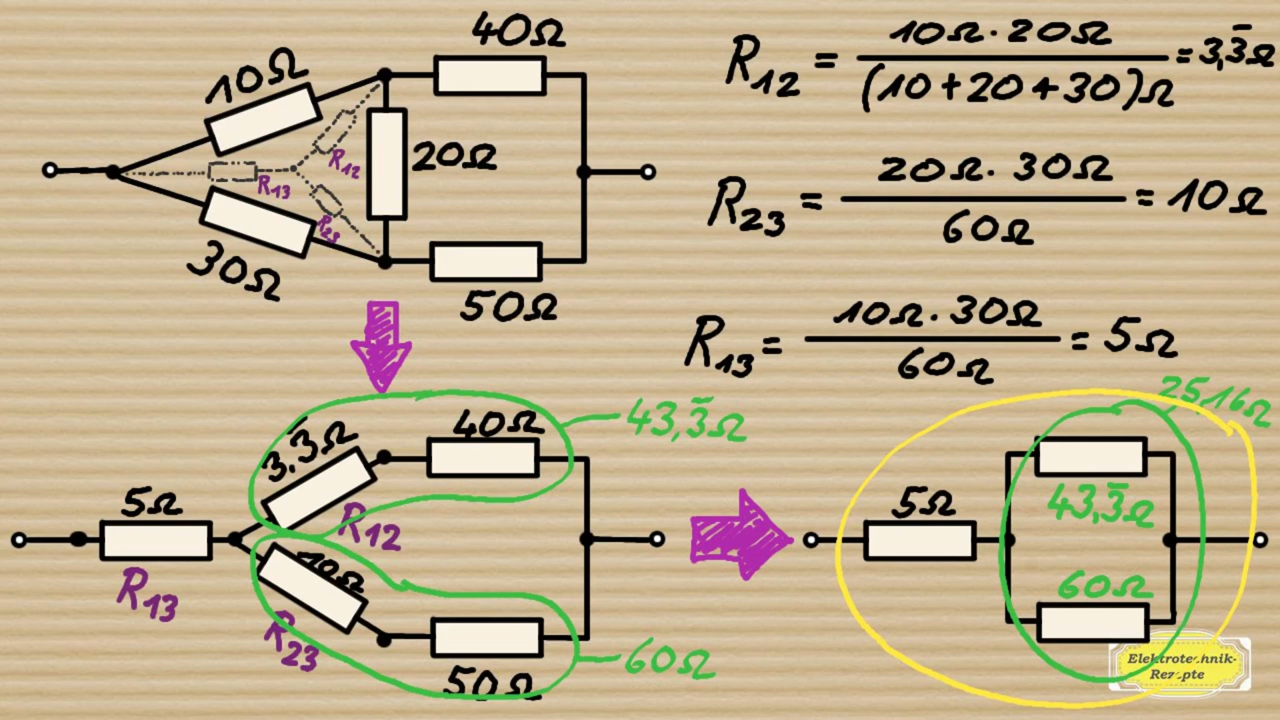 40Ω
10Ω
R12
20Ω
R13
R23
30Ω
50Ω
R12 = 10Ω·20Ω / (10+20+30)Ω = 3,3̅Ω
R23 = 20Ω·30Ω / 60Ω = 10Ω
R13 = 10Ω·30Ω / 60Ω = 5Ω
3,3̅Ω
40Ω
43,3̅Ω
5Ω
R12
R13
10Ω
R23
50Ω
60Ω
25,16Ω
5Ω
43,3̅Ω
60Ω
Elektrotechnik-
Rezepte